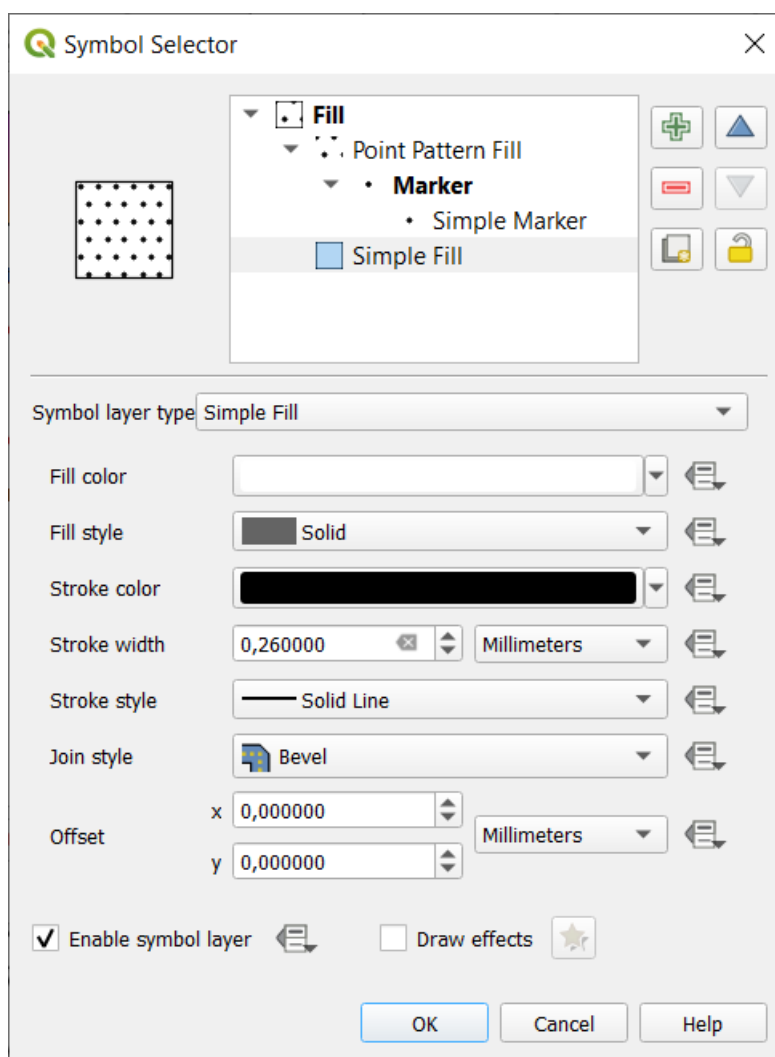 Symbol Selector
Fill
Point Pattern Fill
Marker
Simple Marker
Simple Fill
Symbol layer type Simple Fill
Fill color
Fill style Solid
Stroke color
Stroke width 0,260000 Millimeters
Stroke style Solid Line
Join style Bevel
x 0,000000
Offset Millimeters
y 0,000000
Enable symbol layer Draw effects
OK Cancel Help